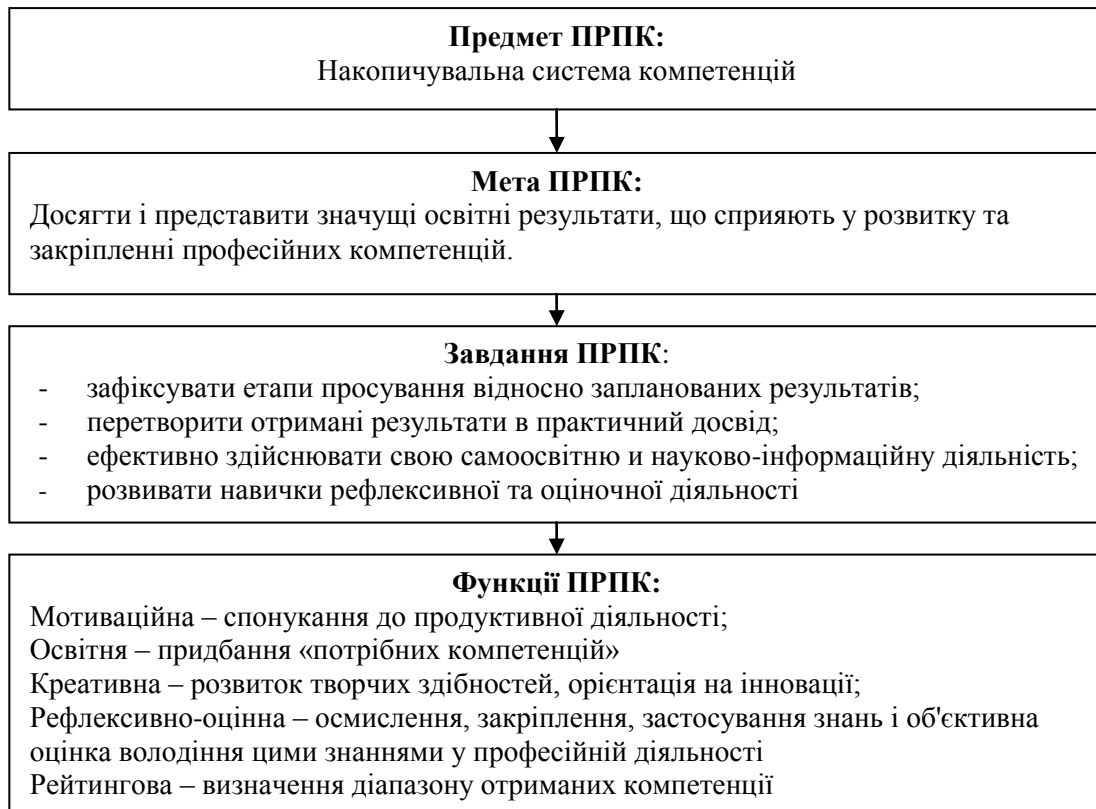 Предмет ПРПК:
Накопичувальна система компетенцій
Мета ПРПК:
Досягти і представити значущі освітні результати, що сприяють у розвитку та
закріпленні професійних компетенцій.
Завдання ПРПК:
- зафіксувати етапи просування відносно запланованих результатів;
- перетворити отримані результати в практичний досвід;
- ефективно здійснювати свою самоосвітню и науково-інформаційну діяльність;
- розвивати навички рефлексивної та оціночної діяльності
Функції ПРПК:
Мотиваційна – спонукання до продуктивної діяльності;
Освітня – придбання «потрібних компетенцій»
Креативна – розвиток творчих здібностей, орієнтація на інновації;
Рефлексивно-оцінна – осмислення, закріплення, застосування знань і об'єктивна
оцінка володіння цими знаннями у професійній діяльності
Рейтингова – визначення діапазону отриманих компетенції